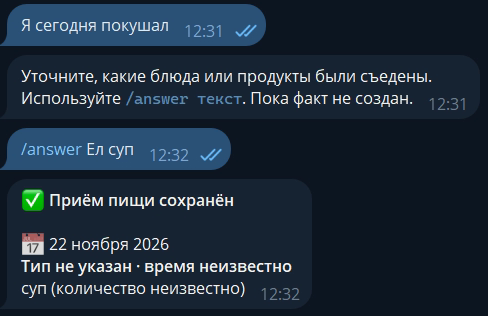 Я сегодня покушал 12:31
Уточните, какие блюда или продукты были съедены.
Используйте /answer текст. Пока факт не создан. 12:31
/answer Ел суп 12:32
✅ Приём пищи сохранён
📅 22 ноября 2026
Тип не указан · время неизвестно
суп (количество неизвестно) 12:32